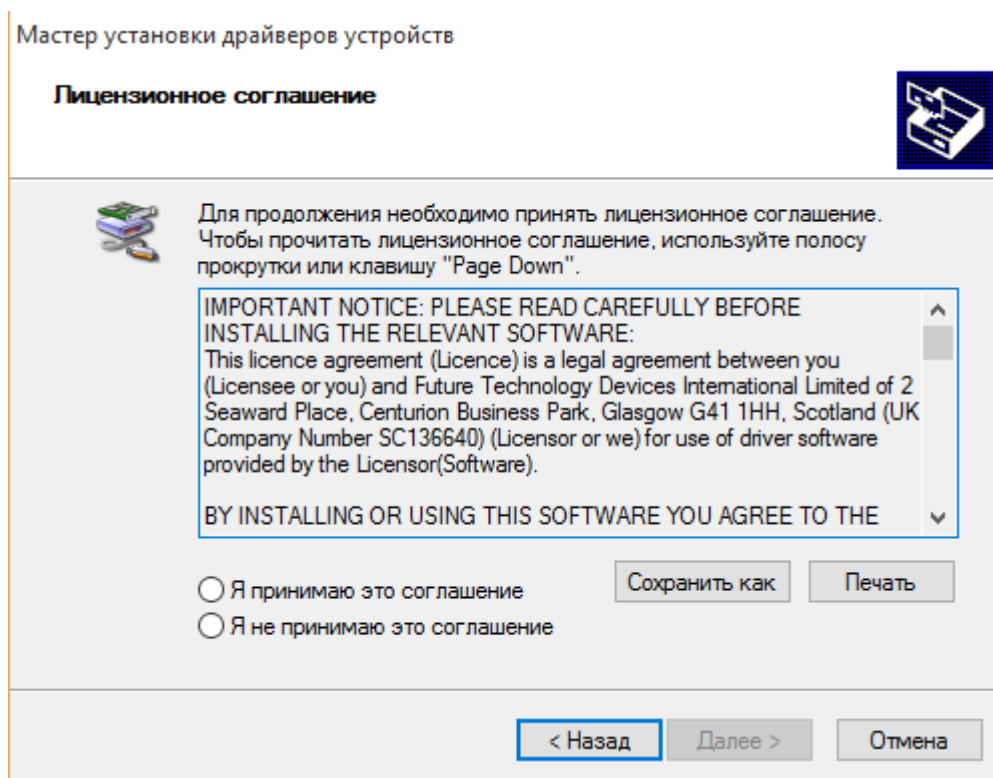 Мастер установки драйверов устройств
Лицензионное соглашение
Для продолжения необходимо принять лицензионное соглашение.
Чтобы прочитать лицензионное соглашение, используйте полосу
прокрутки или клавишу "Page Down".
IMPORTANT NOTICE: PLEASE READ CAREFULLY BEFORE
INSTALLING THE RELEVANT SOFTWARE:
This licence agreement (Licence) is a legal agreement between you
(Licensee or you) and Future Technology Devices International Limited of 2
Seaward Place, Centurion Business Park, Glasgow G41 1HH, Scotland (UK
Company Number SC136640) (Licensor or we) for use of driver software
provided by the Licensor(Software).
BY INSTALLING OR USING THIS SOFTWARE YOU AGREE TO THE
Я принимаю это соглашение
Сохранить как
Печать
Я не принимаю это соглашение
< Назад
Далее >
Отмена